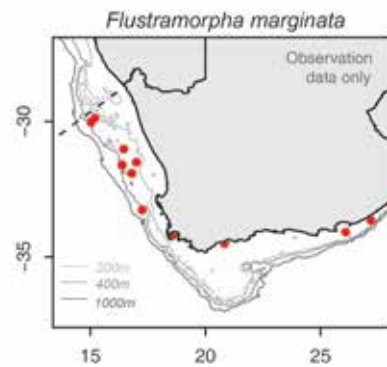 Flustramorpha marginata
Observation
data only
−30
−35
200m
400m
1000m
15 20 25